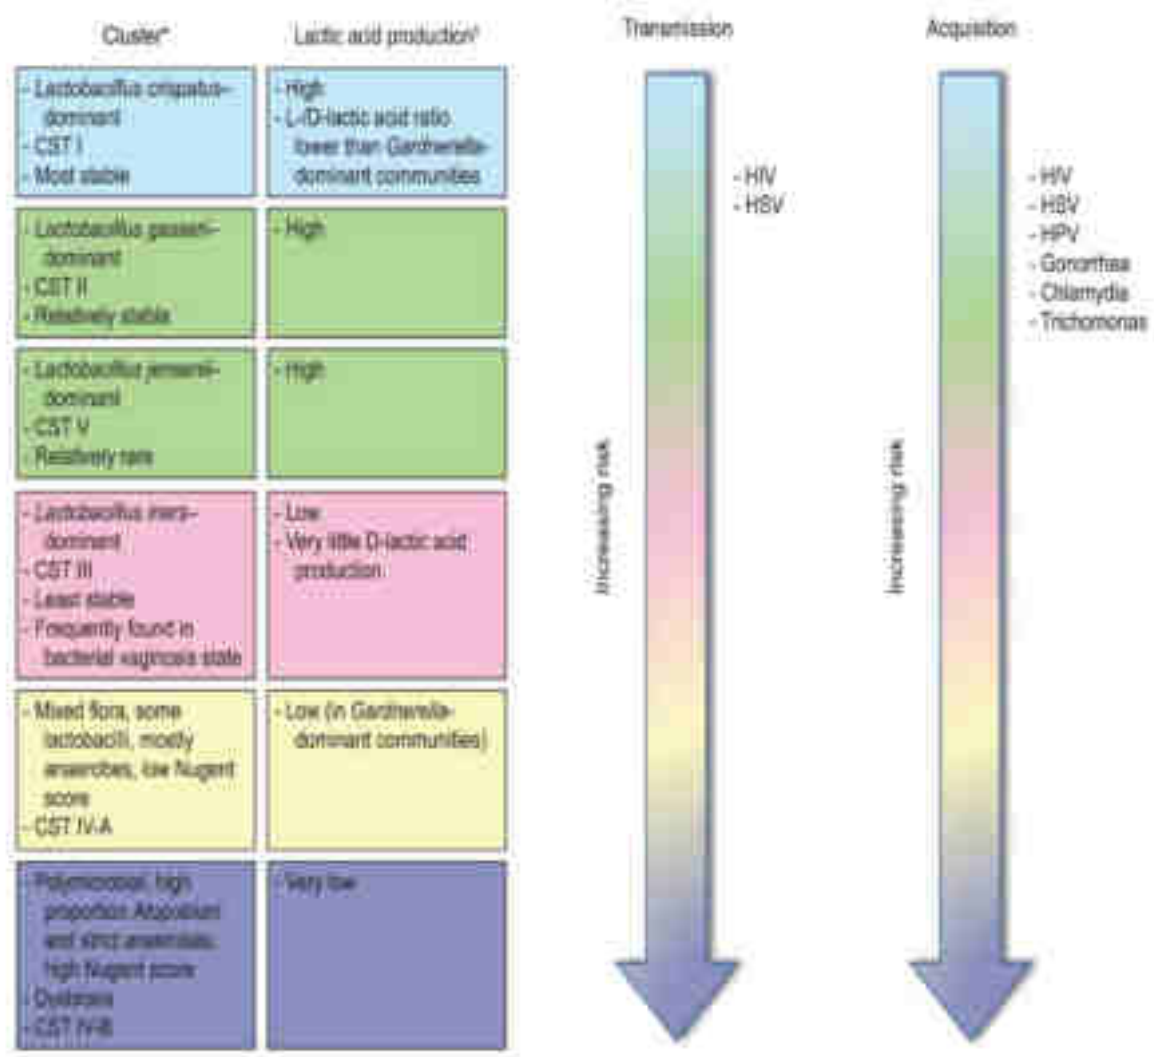 Cluster*
Lactic acid production†
Transmission
Acquisition
- Lactobacillus crispatus–
dominant
- CST I
- Most stable
- High
- L-/D-lactic acid ratio
lower than Gardnerella-
dominant communities
- Lactobacillus gasseri–
dominant
- CST II
- Relatively stable
- High
- Lactobacillus jensenii–
dominant
- CST V
- Relatively rare
- High
- Lactobacillus iners–
dominant
- CST III
- Least stable
- Frequently found in
bacterial vaginosis state
- Low
- Very little D-lactic acid
production
- Mixed flora, some
lactobacilli, mostly
anaerobes, low Nugent
score
- CST IV-A
- Low (in Gardnerella-
dominant communities)
- Polymicrobial, high
proportion Atopobium
and strict anaerobes,
high Nugent score
- Dysbiosis
- CST IV-B
- Very low
Increasing risk
- HIV
- HSV
Increasing risk
- HIV
- HSV
- HPV
- Gonorrhea
- Chlamydia
- Trichomonas